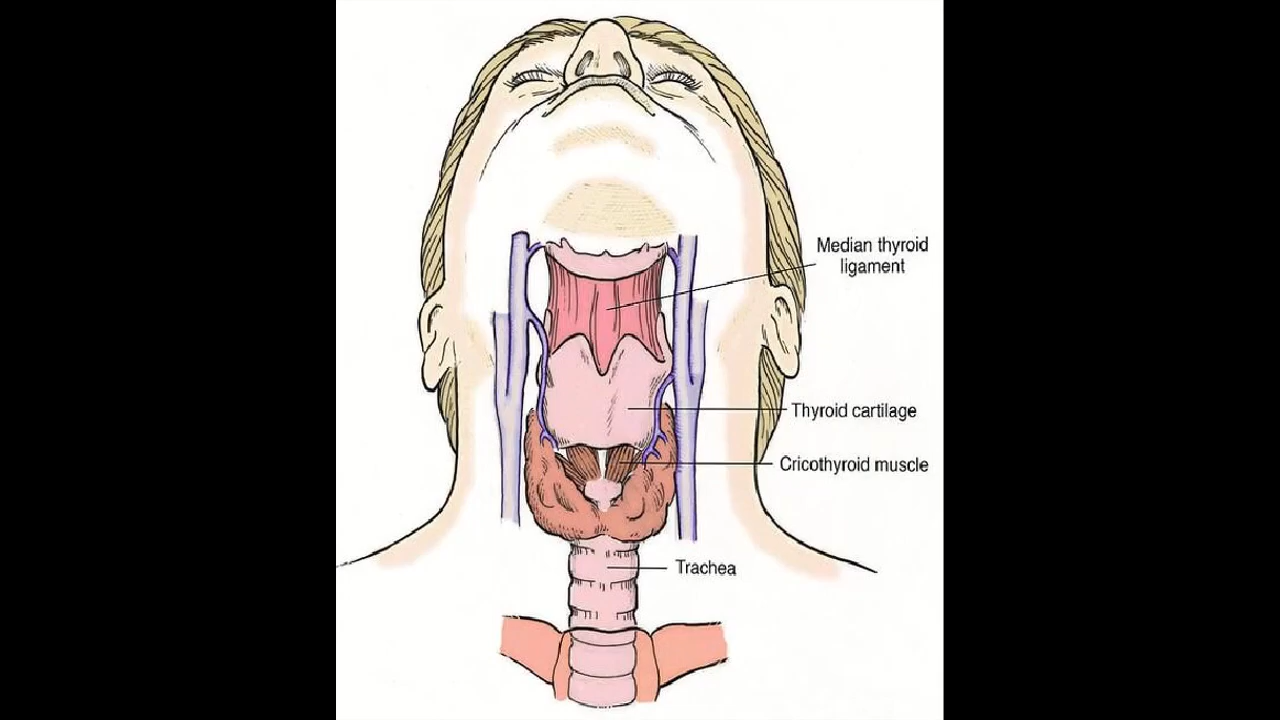 Median thyroid
ligament
Thyroid cartilage
Cricothyroid muscle
Trachea